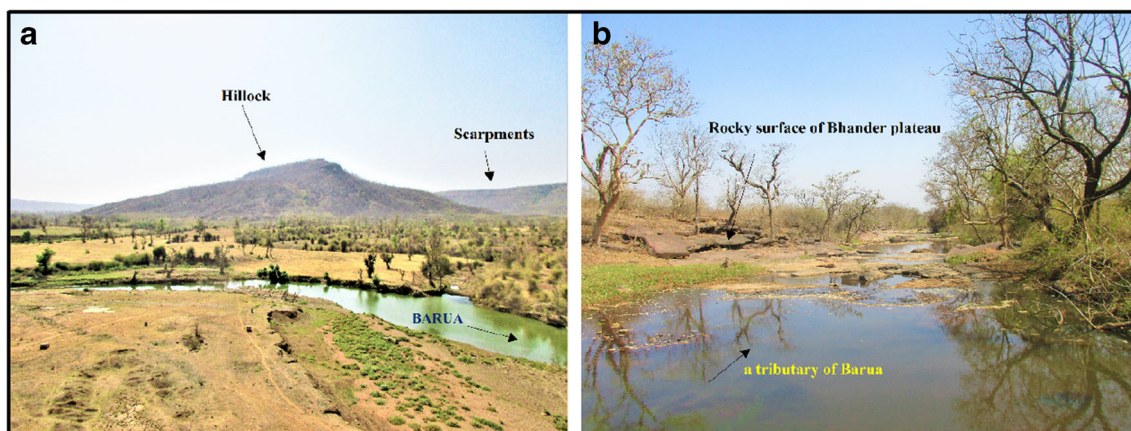 a
Hillock
Scarpments
BARUA
b
Rocky surface of Bhander plateau
a tributary of Barua